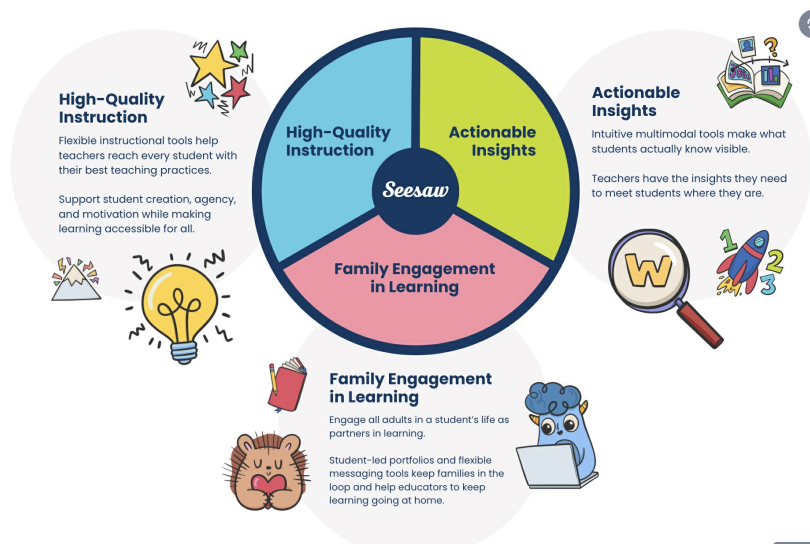 High-Quality
Instruction
Flexible instructional tools help
teachers reach every student with
their best teaching practices.
Support student creation, agency,
and motivation while making
learning accessible for all.
High-Quality
Instruction
Actionable
Insights
Seesaw
Family Engagement
in Learning
Actionable
Insights
Intuitive multimodal tools make what
students actually know visible.
Teachers have the insights they need
to meet students where they are.
?
W
1
2
3
Family Engagement
in Learning
Engage all adults in a student's life as
partners in learning.
Student-led portfolios and flexible
messaging tools keep families in the
loop and help educators to keep
learning going at home.